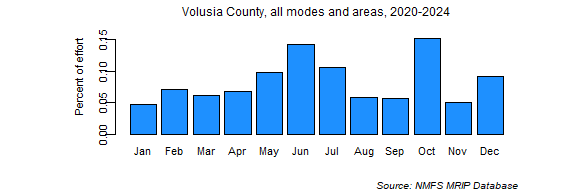 Volusia County, all modes and areas, 2020-2024
Percent of effort
0.15
0.10
0.05
0.00
Jan Feb Mar Apr May Jun Jul Aug Sep Oct Nov Dec
Source: NMFS MRIP Database